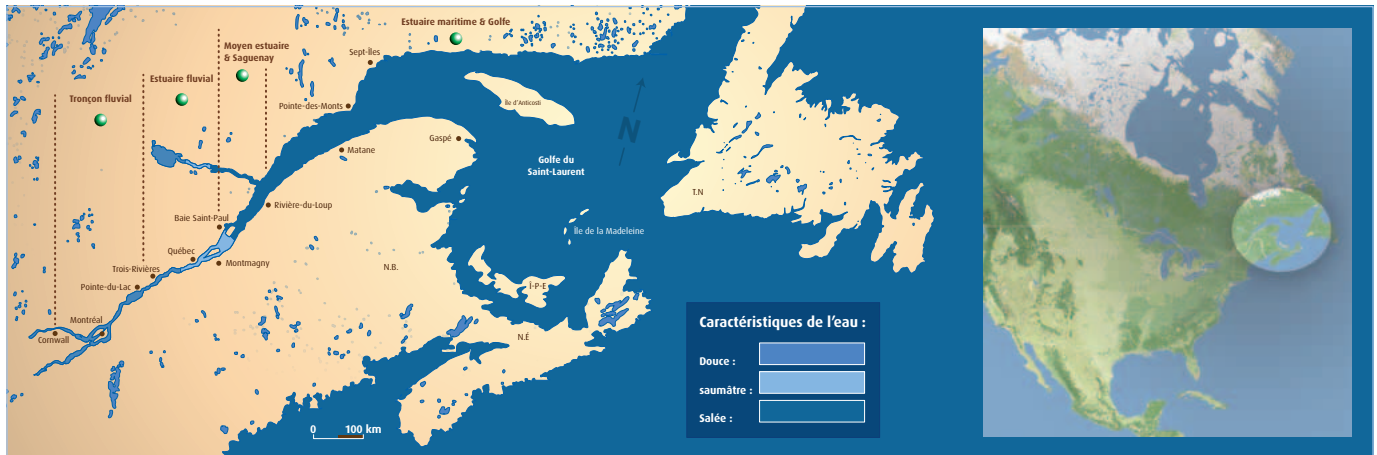 Estuaire maritime & Golfe
Moyen estuaire
& Saguenay
Estuaire fluvial
Tronçon fluvial
Sept-Îles
Pointe-des-Monts
Île d'Anticosti
N
Matane
Gaspé
Golfe du
Saint-Laurent
T.N
Baie Saint-Paul
Rivière-du-Loup
Île de la Madeleine
Québec
Montmagny
N.B.
Trois-Rivières
Pointe-du-Lac
Î-P-E
Montréal
Cornwall
N.É
Caractéristiques de l'eau :
Douce :
saumâtre :
Salée :
0 100 km